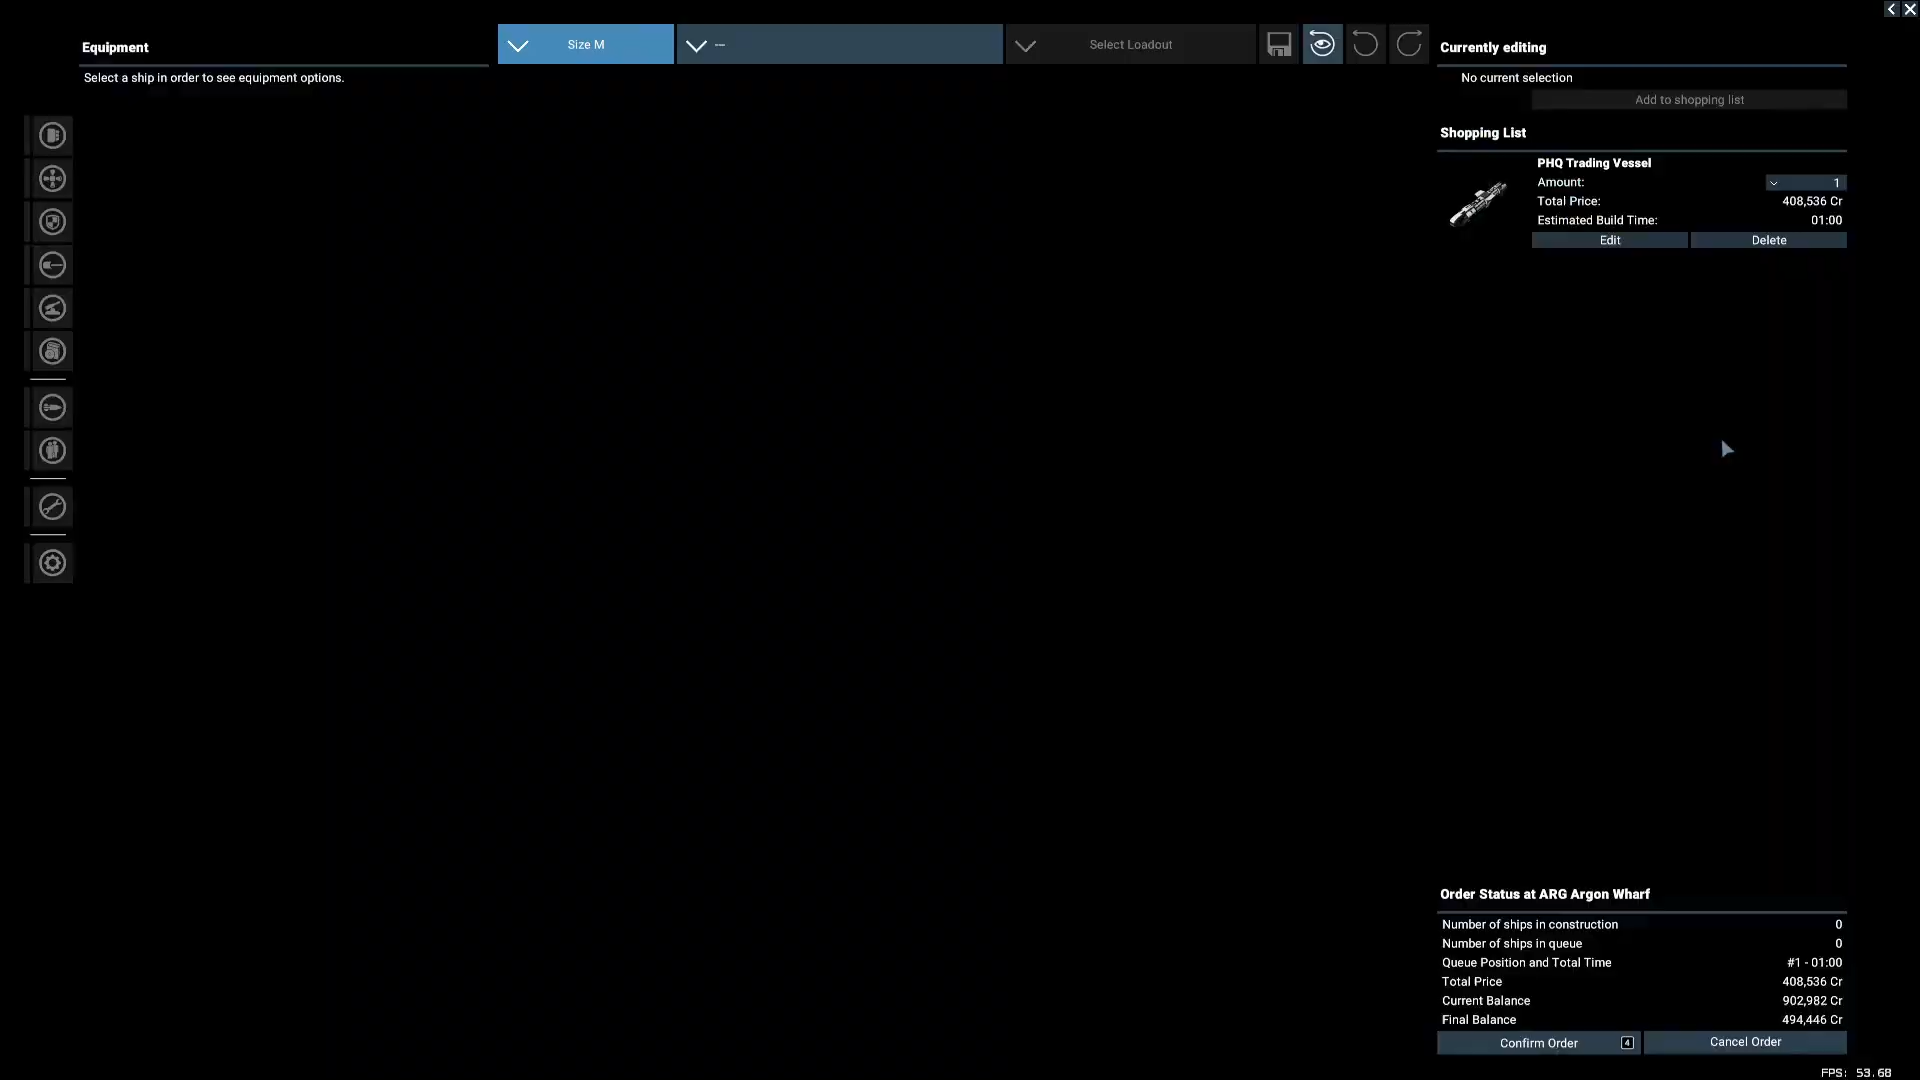 Equipment
Select a ship in order to see equipment options.
Size M
---
Select Loadout
Currently editing
No current selection
Add to shopping list
Shopping List
PHQ Trading Vessel
Amount: 1
Total Price: 408,536 Cr
Estimated Build Time: 01:00
Edit Delete
Order Status at ARG Argon Wharf
Number of ships in construction 0
Number of ships in queue 0
Queue Position and Total Time #1 - 01:00
Total Price 408,536 Cr
Current Balance 902,982 Cr
Final Balance 494,446 Cr
Confirm Order 4 Cancel Order
FPS: 53.68